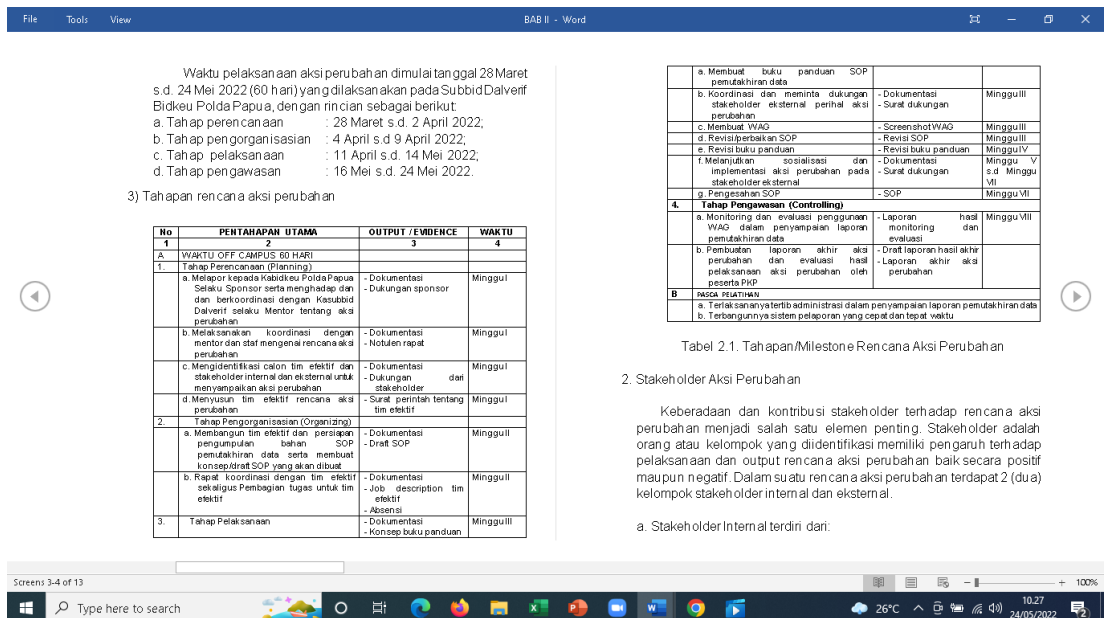 File Tools View BAB II - Word
Waktu pelaksanaan aksi perubahan dimulai tanggal 28 Maret
s.d. 24 Mei 2022 (60 hari) yang dilaksanakan pada Subbid Dalverif
Bidkeu Polda Papua, dengan rincian sebagai berikut:
a. Tahap perencanaan : 28 Maret s.d. 2 April 2022;
b. Tahap pengorganisasian : 4 April s.d 9 April 2022;
c. Tahap pelaksanaan : 11 April s.d. 14 Mei 2022;
d. Tahap pengawasan : 16 Mei s.d. 24 Mei 2022.
3) Tahapan rencana aksi perubahan
No PENTAHAPAN UTAMA OUTPUT / EVIDENCE WAKTU
1 2 3 4
A WAKTU OFF CAMPUS 60 HARI
1. Tahap Perencanaan (Planning)
a. Melapor kepada Kabidkeu Polda Papua - Dokumentasi Minggu I
Selaku Sponsor serta menghadap dan - Dukungan sponsor
dan berkoordinasi dengan Kasubbid
Dalverif selaku Mentor tentang aksi
perubahan
b. Melaksanakan koordinasi dengan - Dokumentasi Minggu I
mentor dan staf mengenai rencana aksi - Notulen rapat
perubahan
c. Mengidentifikasi calon tim efektif dan - Dokumentasi Minggu I
stakeholder internal dan eksternal untuk - Dukungan dari
menyampaikan aksi perubahan stakeholder
d. Menyusun tim efektif rencana aksi - Surat perintah tentang Minggu I
perubahan tim efektif
2. Tahap Pengorganisasian (Organizing)
a. Membangun tim efektif dan persiapan - Dokumentasi Minggu II
pengumpulan bahan SOP - Draft SOP
pemutakhiran data serta membuat
konsep/draft SOP yang akan dibuat
b. Rapat koordinasi dengan tim efektif - Dokumentasi Minggu II
sekaligus Pembagian tugas untuk tim - Job description tim
efektif efektif
- Absensi
3. Tahap Pelaksanaan - Dokumentasi Minggu III
- Konsep buku panduan
a. Membuat buku panduan SOP
pemutakhiran data
b. Koordinasi dan meminta dukungan - Dokumentasi Minggu III
stakeholder eksternal perihal aksi - Surat dukungan
perubahan
c. Membuat WAG - Screenshot WAG Minggu III
d. Revisi/perbaikan SOP - Revisi SOP Minggu III
e. Revisi buku panduan - Revisi buku panduan Minggu IV
f. Melanjutkan sosialisasi dan - Dokumentasi Minggu V
implementasi aksi perubahan pada - Surat dukungan s.d Minggu
stakeholder eksternal VII
g. Pengesahan SOP - SOP Minggu VII
4. Tahap Pengawasan (Controlling)
a. Monitoring dan evaluasi penggunaan - Laporan hasil Minggu VIII
WAG dalam penyampaian laporan monitoring dan
pemutakhiran data evaluasi
b. Pembuatan laporan akhir aksi - Draft laporan hasil akhir
perubahan dan evaluasi hasil - Laporan akhir aksi
pelaksanaan aksi perubahan oleh perubahan
peserta PKP
B PASCA PELATIHAN
a. Terlaksananya tertib administrasi dalam penyampaian laporan pemutakhiran data
b. Terbangunnya sistem pelaporan yang cepat dan tepat waktu
Tabel 2.1. Tahapan/Milestone Rencana Aksi Perubahan
2. Stakeholder Aksi Perubahan
Keberadaan dan kontribusi stakeholder terhadap rencana aksi
perubahan menjadi salah satu elemen penting. Stakeholder adalah
orang atau kelompok yang diidentifikasi memiliki pengaruh terhadap
pelaksanaan dan output rencana aksi perubahan baik secara positif
maupun negatif. Dalam suatu rencana aksi perubahan terdapat 2 (dua)
kelompok stakeholder internal dan eksternal.
a. Stakeholder Internal terdiri dari:
Screens 3-4 of 13 100%
Type here to search 26°C 10.27
24/05/2022 2